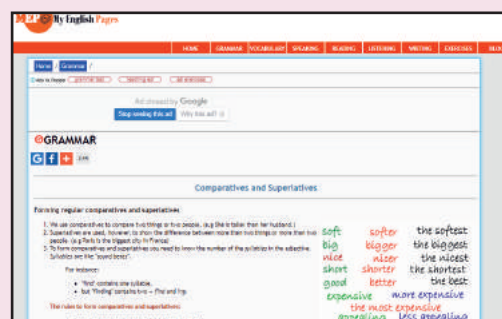 MEP My English Pages
HOME GRAMMAR VOCABULARY SPEAKING READING LISTENING WRITING EXERCISES BLOG
Home / Grammar /
Ad created by Google
Stop seeing this ad Why this ad?
GRAMMAR
Comparatives and Superlatives
Forming regular comparatives and superlatives
1. We use comparatives to compare two things or two people. (e.g She is taller than her husband.)
2. Superlatives are used, however, to show the difference between more than two things or more than two
people. (e.g Paris is the biggest city in France)
3. To form comparatives and superlatives you need to know the number of the syllables in the adjective.
Syllables are like "sound beats".
For instance:
"find" contains one syllable,
but "finding" contains two — find and ing.
The rules to form comparatives and superlatives:
soft softer the softest
big bigger the biggest
nice nicer the nicest
short shorter the shortest
good better the best
expensive more expensive
the most expensive
appealing less appealing